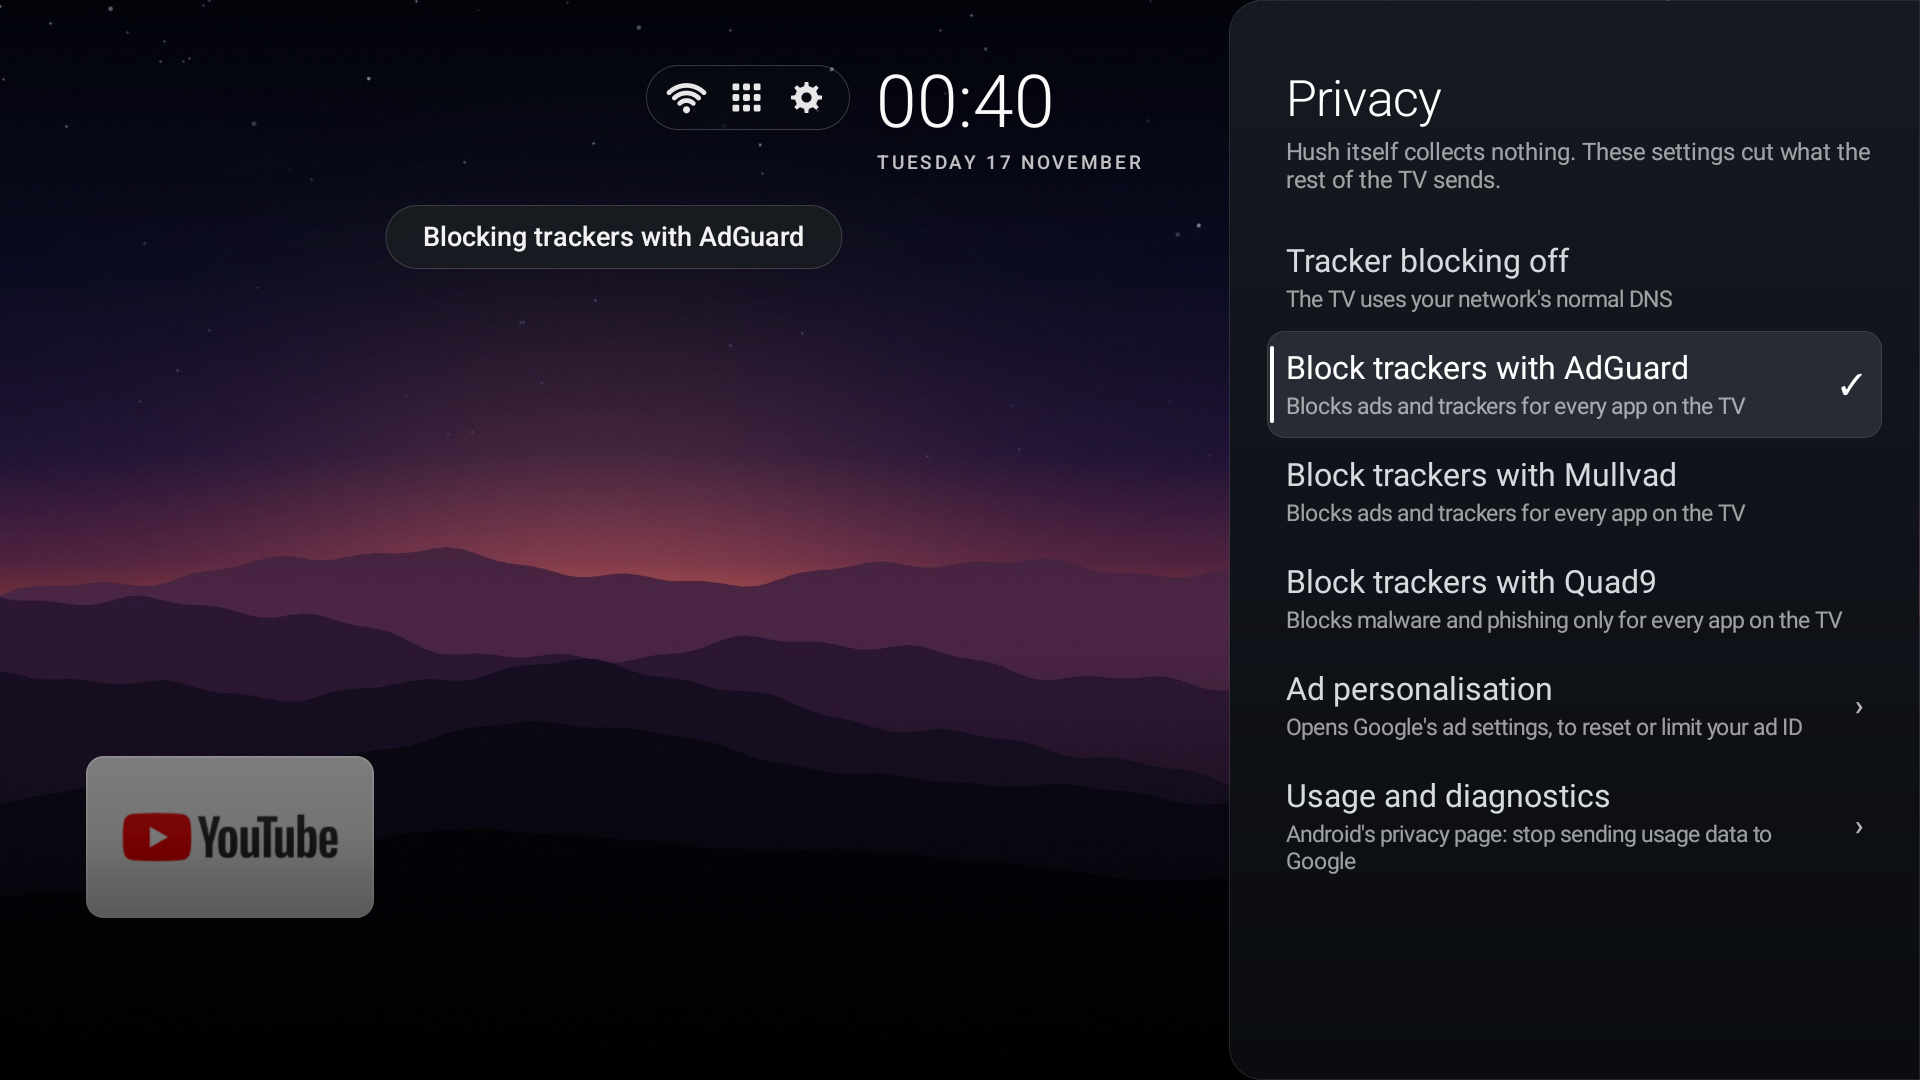 00:40
TUESDAY 17 NOVEMBER
Blocking trackers with AdGuard
YouTube
Privacy
Hush itself collects nothing. These settings cut what the
rest of the TV sends.
Tracker blocking off
The TV uses your network's normal DNS
Block trackers with AdGuard
Blocks ads and trackers for every app on the TV
Block trackers with Mullvad
Blocks ads and trackers for every app on the TV
Block trackers with Quad9
Blocks malware and phishing only for every app on the TV
Ad personalisation
Opens Google's ad settings, to reset or limit your ad ID
Usage and diagnostics
Android's privacy page: stop sending usage data to
Google